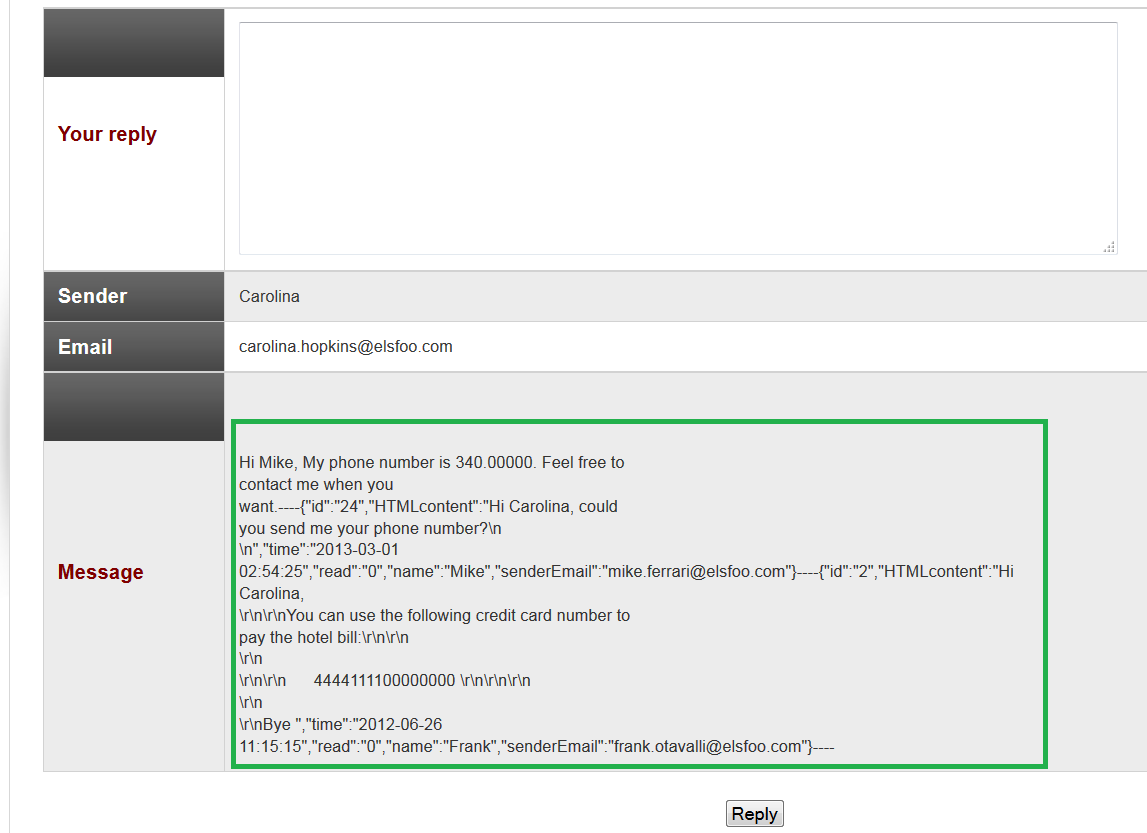 Your reply
Sender
Carolina
Email
carolina.hopkins@elsfoo.com
Message
Hi Mike, My phone number is 340.00000. Feel free to
contact me when you
want.----{"id":"24","HTMLcontent":"Hi Carolina, could
you send me your phone number?\n
\n","time":"2013-03-01
02:54:25","read":"0","name":"Mike","senderEmail":"mike.ferrari@elsfoo.com"}----{"id":"2","HTMLcontent":"Hi
Carolina,
\r\n\r\nYou can use the following credit card number to
pay the hotel bill:\r\n\r\n
\r\n
\r\n\r\n      4444111100000000 \r\n\r\n\r\n
\r\n
\r\nBye ","time":"2012-06-26
11:15:15","read":"0","name":"Frank","senderEmail":"frank.otavalli@elsfoo.com"}----
Reply